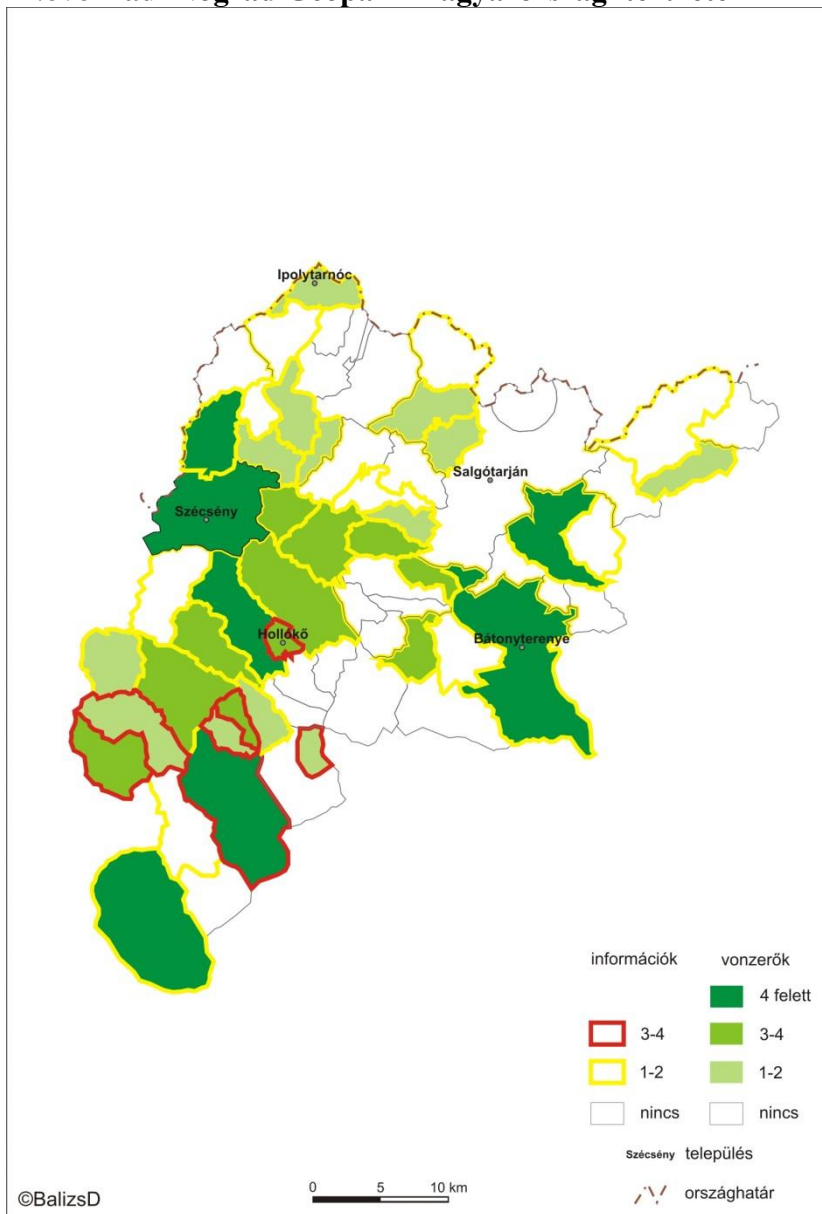 Ipolytarnóc
Salgótarján
Szécsény
Hollókő
Bátonyterenye
információk vonzerők
4 felett
3-4 3-4
1-2 1-2
nincs nincs
Szécsény település
országhatár
0 5 10 km
©BalizsD